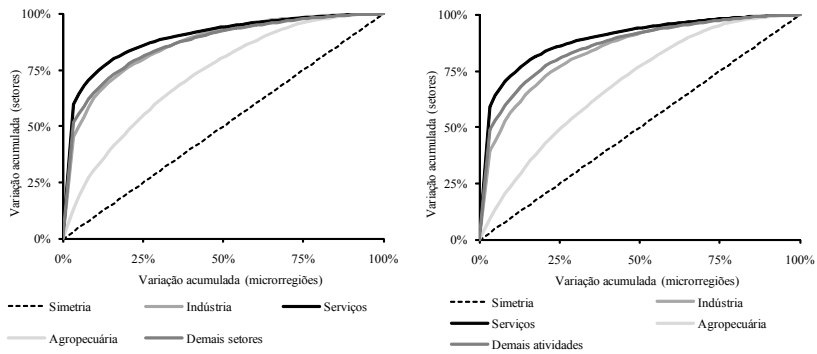 Variação acumulada (setores)
100%
75%
50%
25%
0%
0%
25%
50%
75%
100%
Variação acumulada (microrregiões)
Simetria
Indústria
Serviços
Agropecuária
Demais setores
Variação acumulada (setores)
100%
75%
50%
25%
0%
0%
25%
50%
75%
100%
Variação acumulada (microrregiões)
Simetria
Indústria
Serviços
Agropecuária
Demais atividades